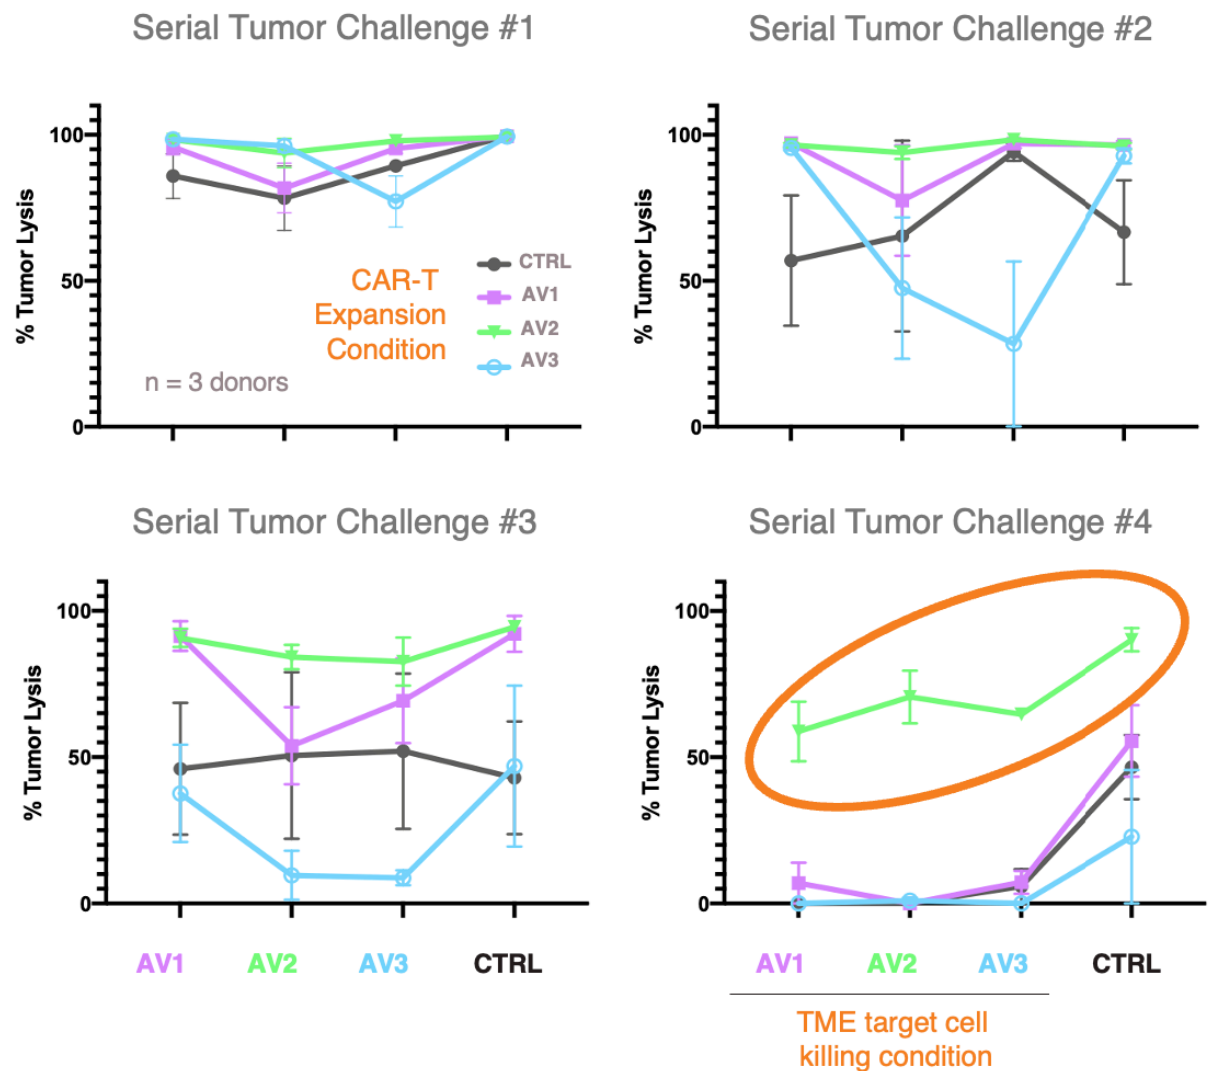 Serial Tumor Challenge #1
% Tumor Lysis
100
50
0
CAR-T
Expansion
Condition
CTRL
AV1
AV2
AV3
n = 3 donors
Serial Tumor Challenge #2
% Tumor Lysis
100
50
0
Serial Tumor Challenge #3
% Tumor Lysis
100
50
0
AV1 AV2 AV3 CTRL
Serial Tumor Challenge #4
% Tumor Lysis
100
50
0
AV1 AV2 AV3 CTRL
TME target cell
killing condition